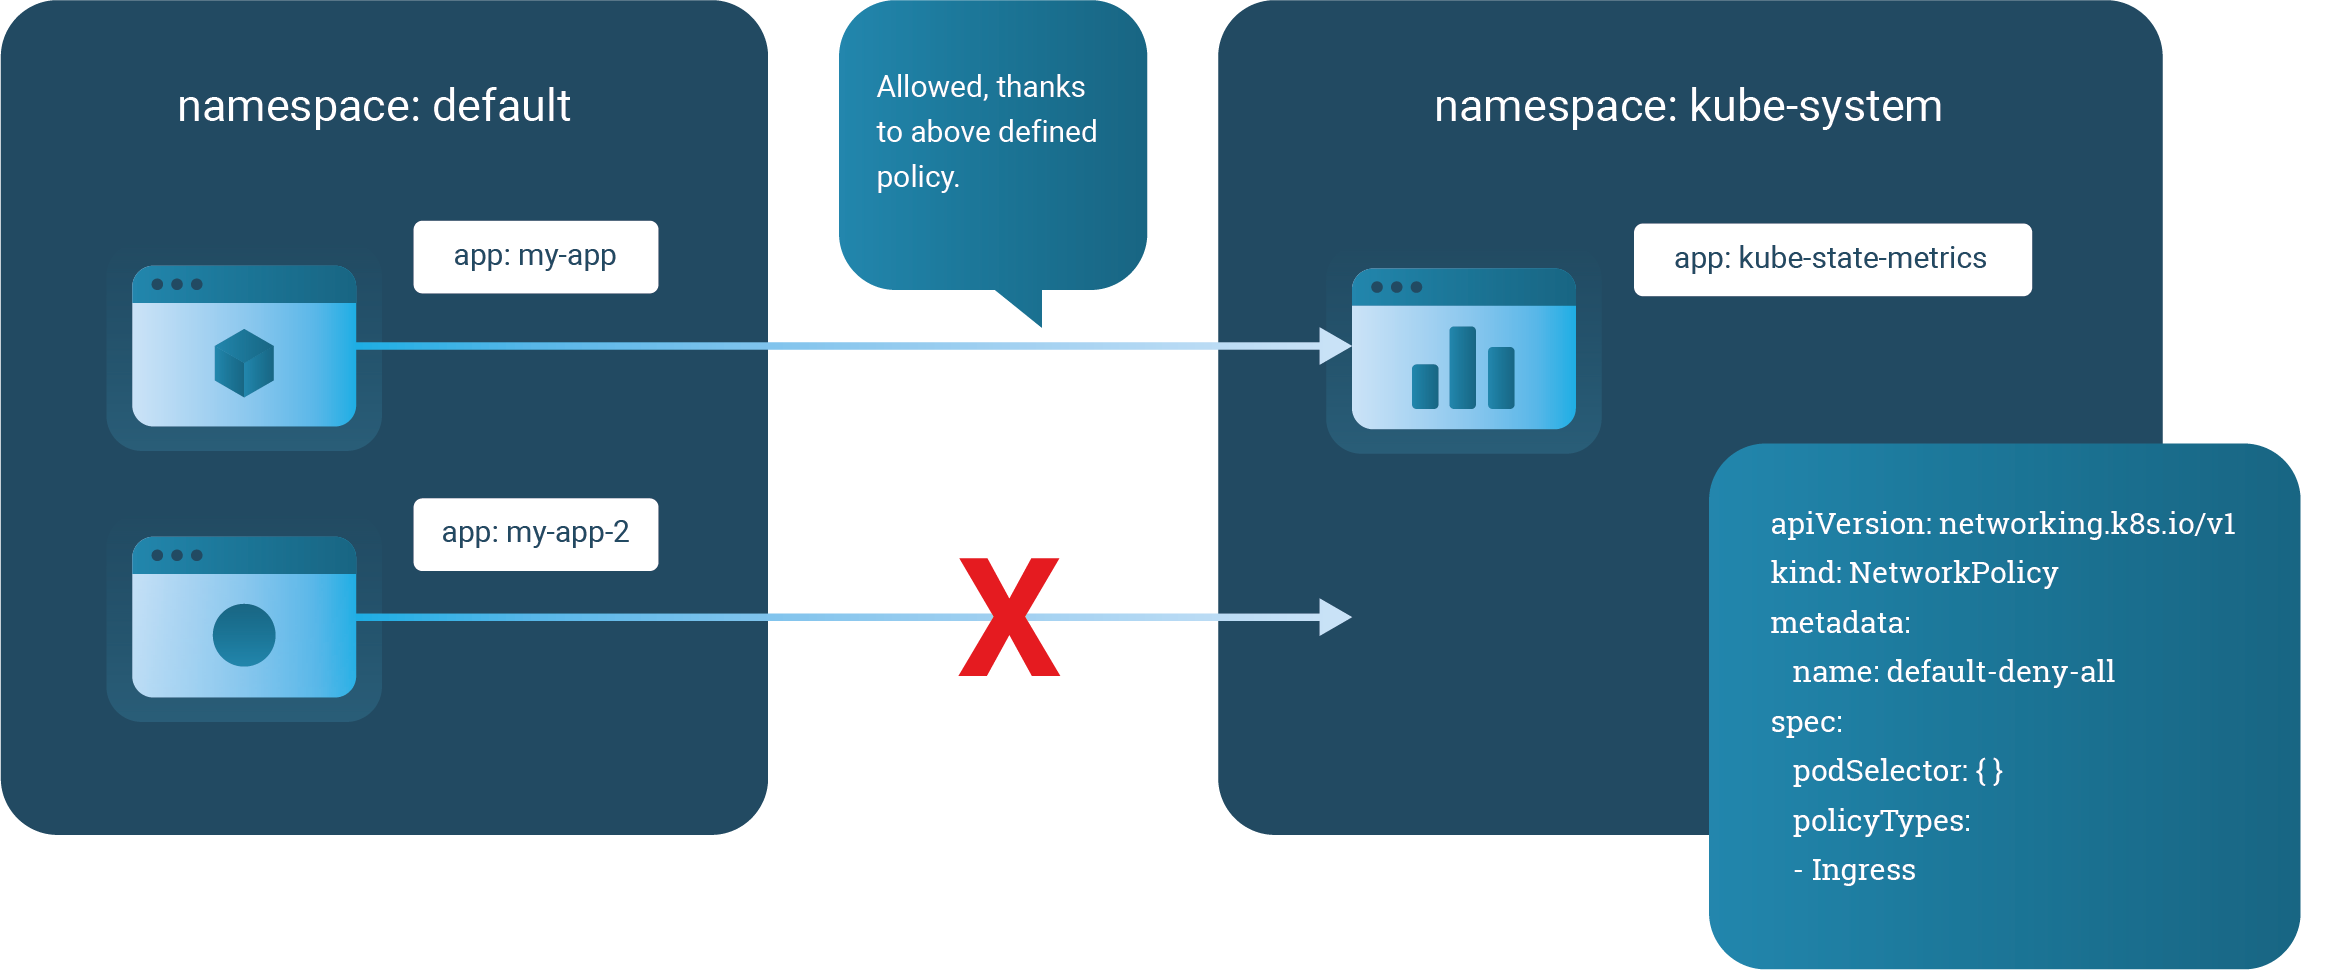 namespace: default
app: my-app
app: my-app-2
Allowed, thanks
to above defined
policy.
X
namespace: kube-system
app: kube-state-metrics
apiVersion: networking.k8s.io/v1
kind: NetworkPolicy
metadata:
name: default-deny-all
spec:
podSelector: { }
policyTypes:
- Ingress